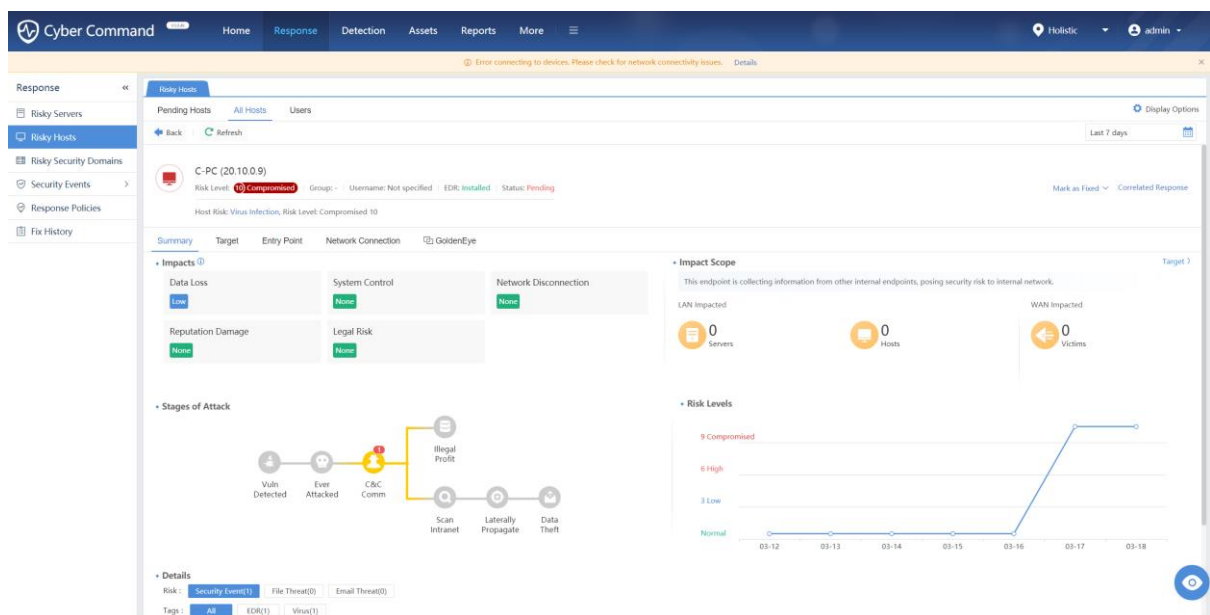 Cyber Command
Home Response Detection Assets Reports More
Holistic admin
Error connecting to devices. Please check for network connectivity issues. Details
Response
Risky Servers
Risky Hosts
Risky Security Domains
Security Events
Response Policies
Fix History
Risky Hosts
Pending Hosts All Hosts Users
Display Options
Back Refresh
Last 7 days
C-PC (20.10.0.9)
Risk Level: 10 Compromised Group: - Username: Not specified EDR: Installed Status: Pending
Mark as Fixed Correlated Response
Host Risk: Virus Infection, Risk Level: Compromised 10
Summary Target Entry Point Network Connection GoldenEye
Impacts
Data Loss
Low
System Control
None
Network Disconnection
None
Reputation Damage
None
Legal Risk
None
Impact Scope
Target
This endpoint is collecting information from other internal endpoints, posing security risk to internal network.
LAN Impacted
0
Servers
0
Hosts
WAN Impacted
0
Victims
Stages of Attack
Vuln
Detected
Ever
Attacked
1
C&C
Comm
Illegal
Profit
Scan
Intranet
Laterally
Propagate
Data
Theft
Risk Levels
9 Compromised
6 High
3 Low
Normal
03-12 03-13 03-14 03-15 03-16 03-17 03-18
Details
Risk : Security Event(1) File Threat(0) Email Threat(0)
Tags : All EDR(1) Virus(1)